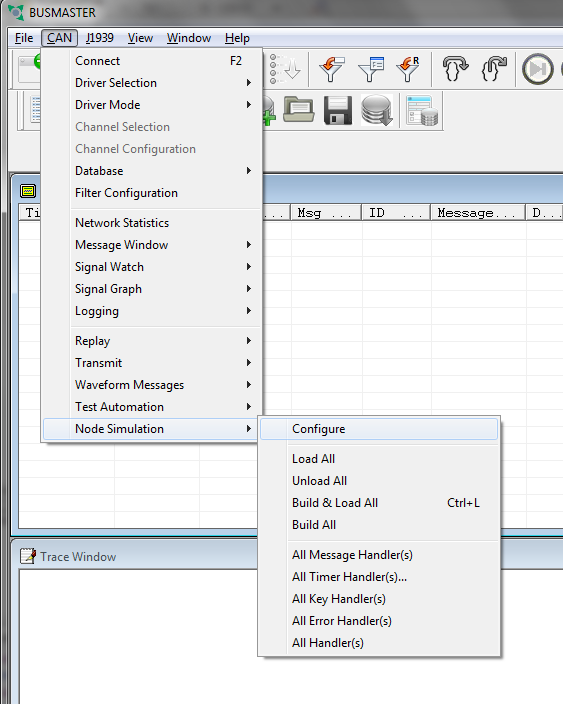 BUSMASTER
File CAN J1939 View Window Help
Connect F2
Driver Selection
Driver Mode
Channel Selection
Channel Configuration
Database
Filter Configuration
Ti ... Msg ... ID ... Message... D...
Network Statistics
Message Window
Signal Watch
Signal Graph
Logging
Replay
Transmit
Waveform Messages
Test Automation
Node Simulation
Configure
Load All
Unload All
Build & Load All Ctrl+L
Build All
All Message Handler(s)
All Timer Handler(s)...
All Key Handler(s)
All Error Handler(s)
All Handler(s)
Trace Window